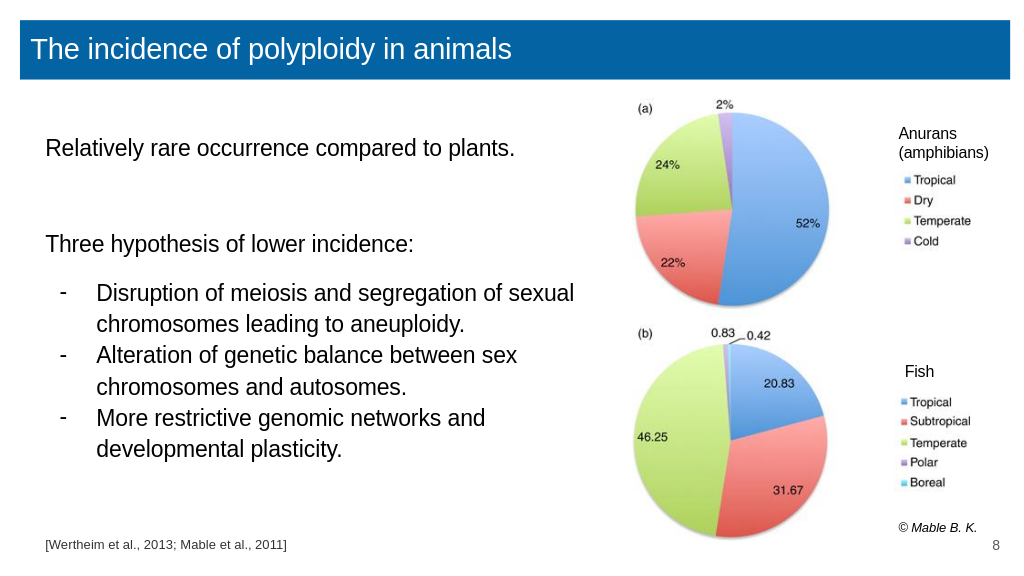 The incidence of polyploidy in animals
Relatively rare occurrence compared to plants.
Three hypothesis of lower incidence:
- Disruption of meiosis and segregation of sexual
chromosomes leading to aneuploidy.
- Alteration of genetic balance between sex
chromosomes and autosomes.
- More restrictive genomic networks and
developmental plasticity.
[Wertheim et al., 2013; Mable et al., 2011]
(a)
2%
24%
52%
22%
Anurans
(amphibians)
Tropical
Dry
Temperate
Cold
(b)
0.83
0.42
20.83
46.25
31.67
Fish
Tropical
Subtropical
Temperate
Polar
Boreal
© Mable B. K.
8